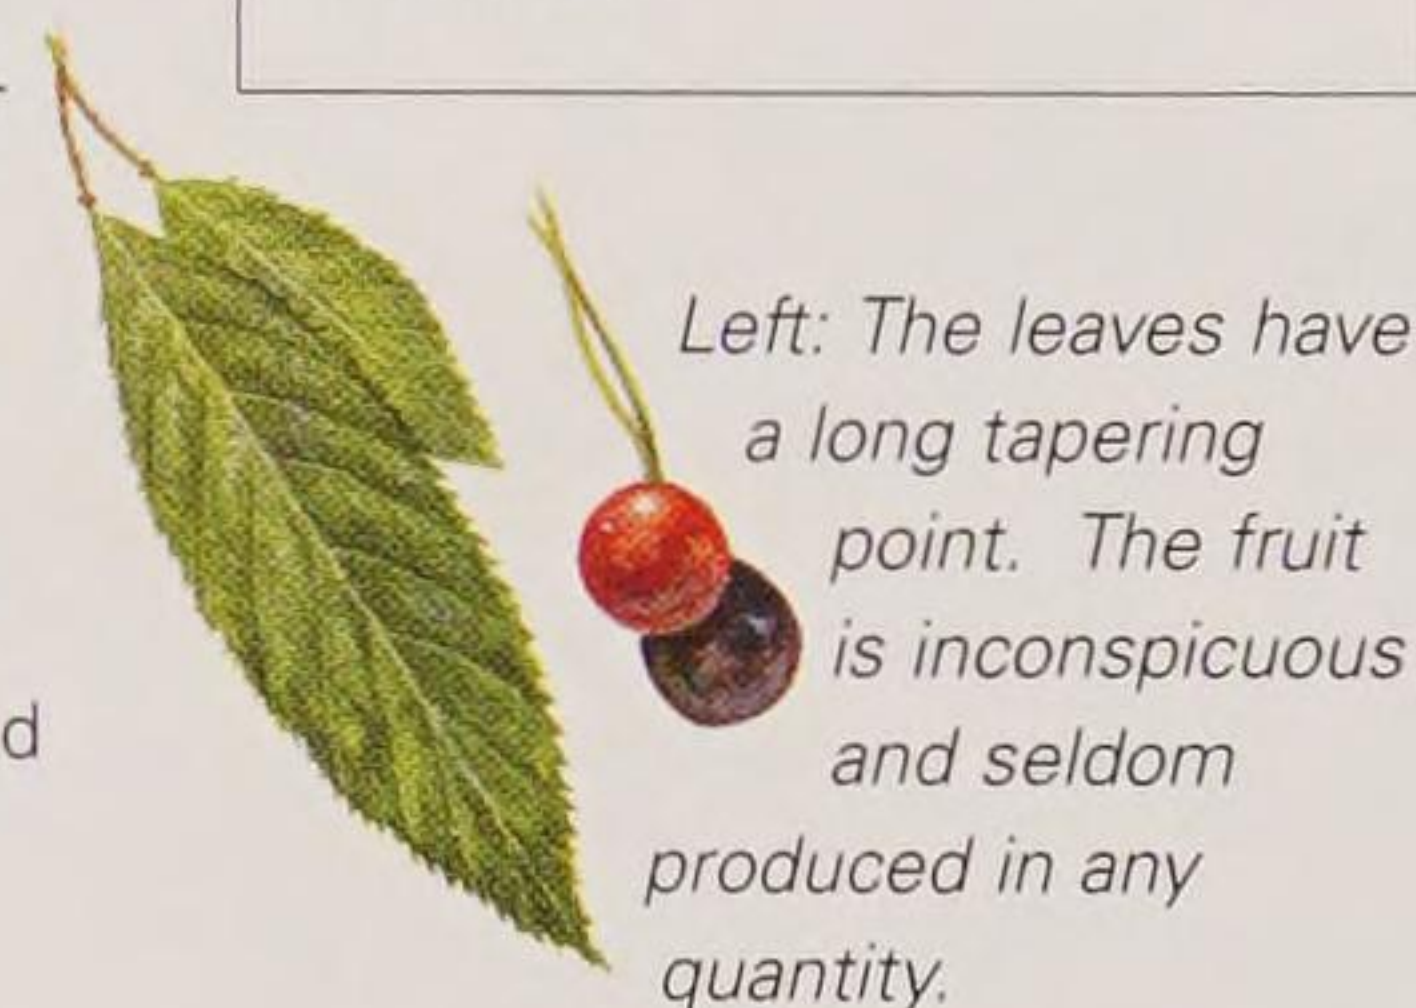 Left: The leaves have
a long tapering
point. The fruit
is inconspicuous
d
and seldom
produced in any
quantity.